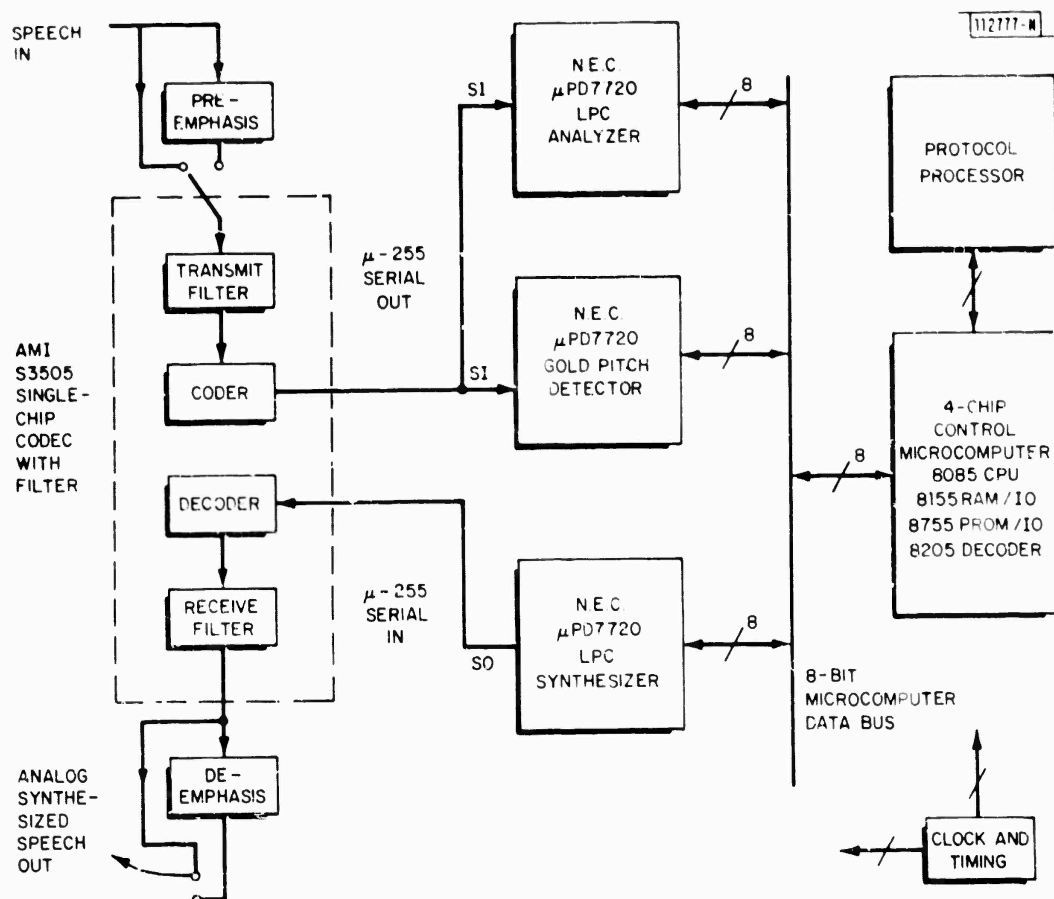 SPEECH
IN
112777-N
PRE-
EMPHASIS
SI
N.E.C.
μPD7720
LPC
ANALYZER
8
PROTOCOL
PROCESSOR
TRANSMIT
FILTER
μ-255
SERIAL
OUT
CODER
SI
N.E.C.
μPD7720
GOLD PITCH
DETECTOR
8
AMI
S3505
SINGLE-
CHIP
CODEC
WITH
FILTER
4-CHIP
CONTROL
MICROCOMPUTER
8085 CPU
8155 RAM/IO
8755 PROM/IO
8205 DECODER
8
DECODER
RECEIVE
FILTER
μ-255
SERIAL
IN
SO
N.E.C.
μPD7720
LPC
SYNTHESIZER
8
8-BIT
MICROCOMPUTER
DATA BUS
DE-
EMPHASIS
ANALOG
SYNTHE-
SIZED
SPEECH
OUT
CLOCK AND
TIMING